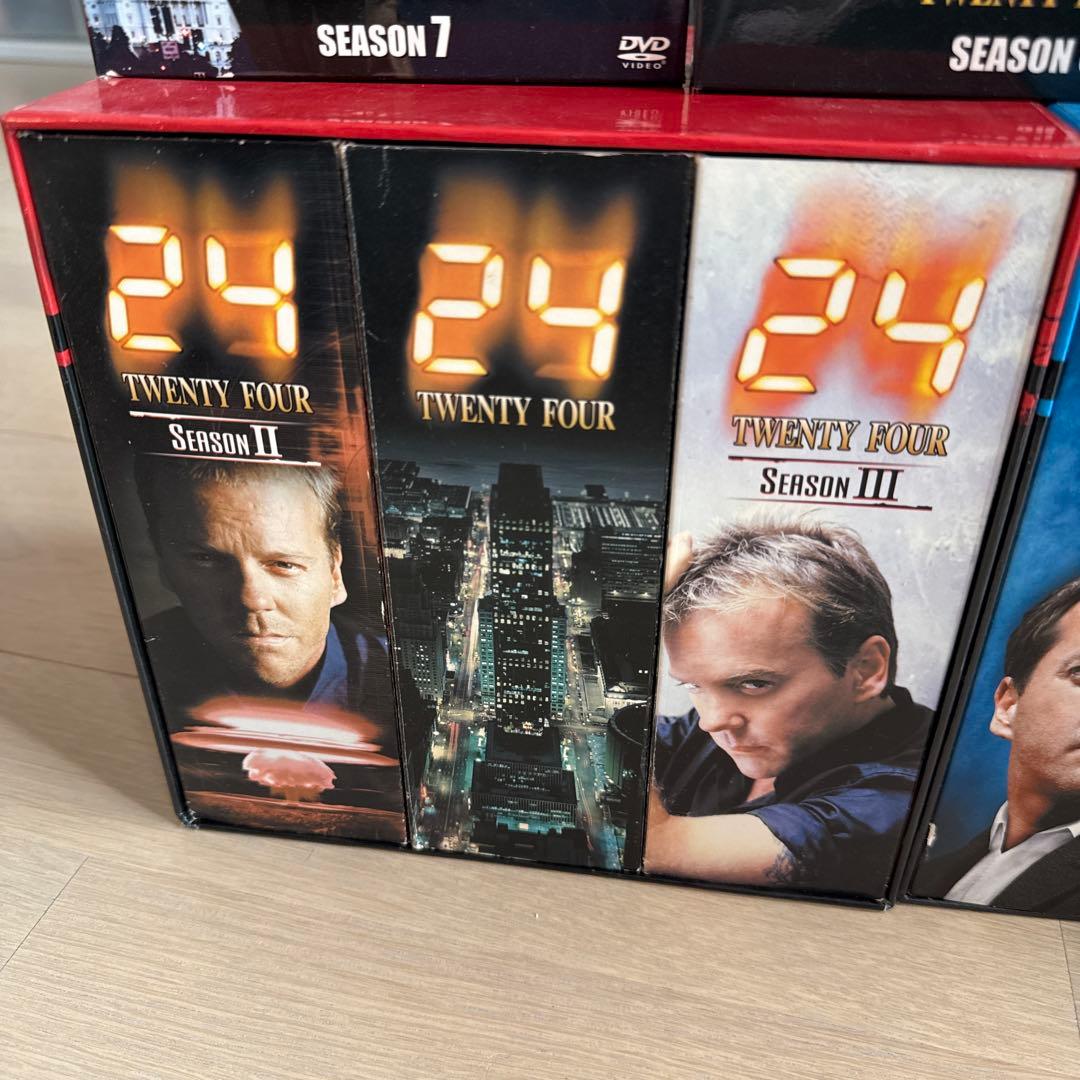 SEASON 7
DVD
VIDEO
SEASON
24
TWENTY FOUR
SEASON II
24
TWENTY FOUR
24
TWENTY FOUR
SEASON III